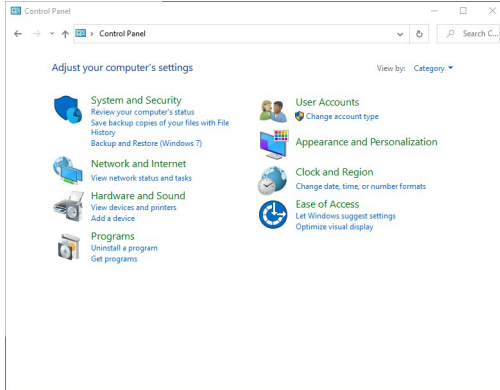 Control Panel
Control Panel
Search C...
Adjust your computer's settings
View by: Category
System and Security
Review your computer's status
Save backup copies of your files with File
History
Backup and Restore (Windows 7)
Network and Internet
View network status and tasks
Hardware and Sound
View devices and printers
Add a device
Programs
Uninstall a program
Get programs
User Accounts
Change account type
Appearance and Personalization
Clock and Region
Change date, time, or number formats
Ease of Access
Let Windows suggest settings
Optimize visual display